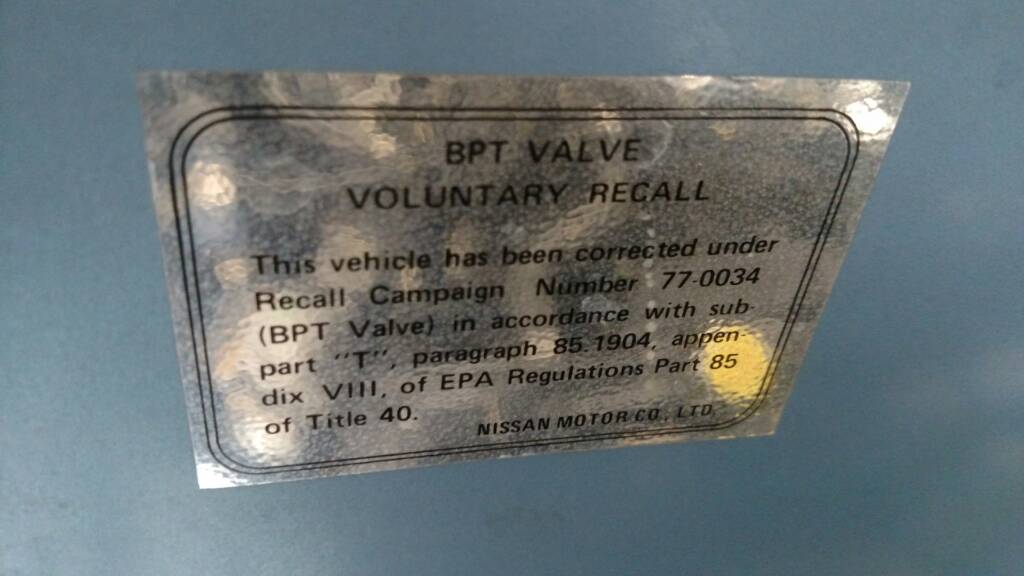 BPT VALVE
VOLUNTARY RECALL
This vehicle has been corrected under
Recall Campaign Number 77-0034
(BPT Valve) in accordance with sub-
part "T", paragraph 85.1904, appen-
dix VIII, of EPA Regulations Part 85
of Title 40.
NISSAN MOTOR CO., LTD.